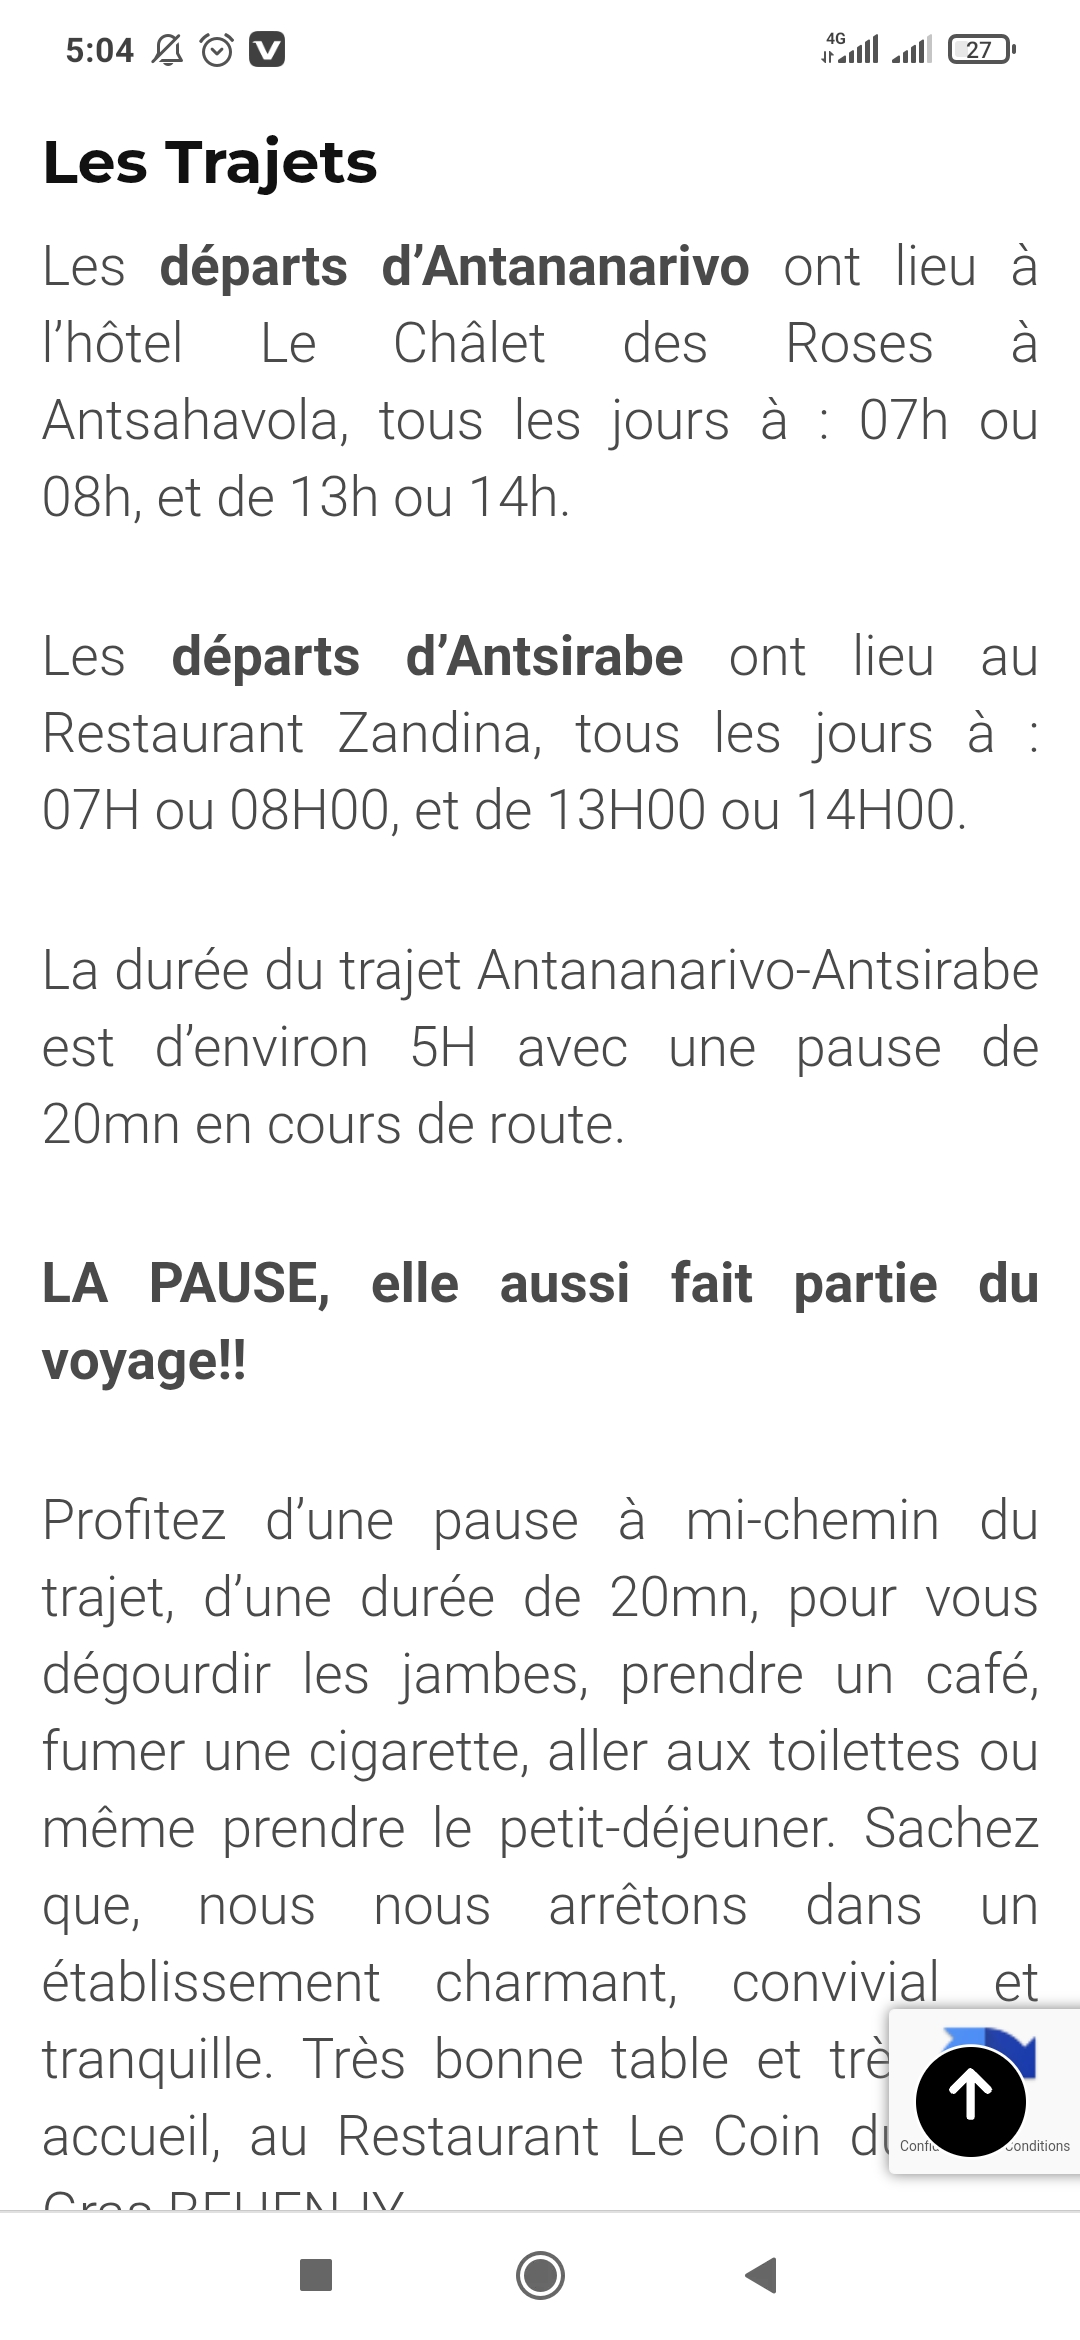 5:04
4G
27
Les Trajets
Les départs d’Antananarivo ont lieu à
l’hôtel Le Châlet des Roses à
Antsahavola, tous les jours à : 07h ou
08h, et de 13h ou 14h.
Les départs d’Antsirabe ont lieu au
Restaurant Zandina, tous les jours à :
07H ou 08H00, et de 13H00 ou 14H00.
La durée du trajet Antananarivo-Antsirabe
est d’environ 5H avec une pause de
20mn en cours de route.
LA PAUSE, elle aussi fait partie du
voyage!!
Profitez d’une pause à mi-chemin du
trajet, d’une durée de 20mn, pour vous
dégourdir les jambes, prendre un café,
fumer une cigarette, aller aux toilettes ou
même prendre le petit-déjeuner. Sachez
que, nous nous arrêtons dans un
établissement charmant, convivial et
tranquille. Très bonne table et
accueil, au Restaurant Le Coin
Conditions